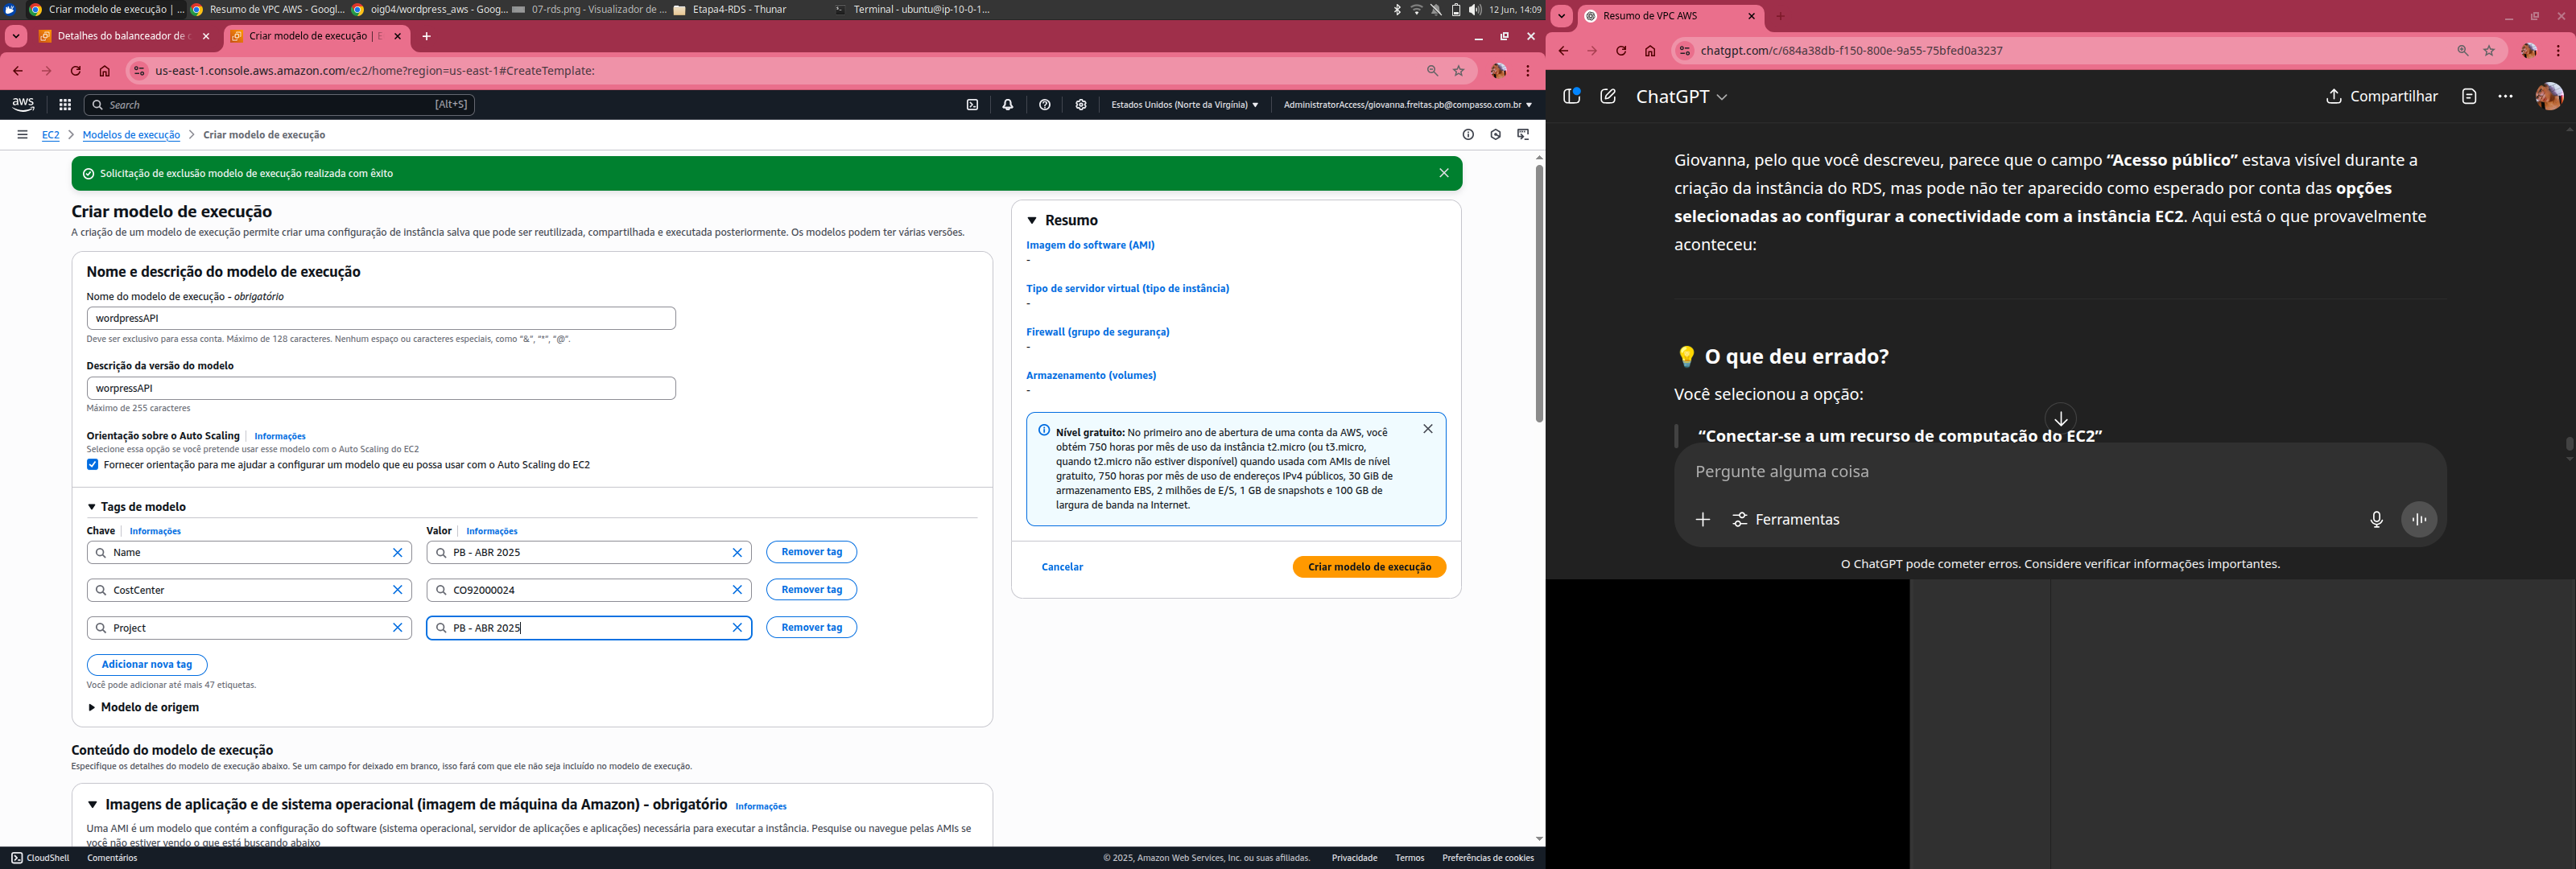 Criar modelo de execução | ...
Resumo de VPC AWS - Googl...
oig04/wordpress_aws - Goog...
07-rds.png - Visualizador de ...
Etapa4-RDS - Thunar
Terminal - ubuntu@ip-10-0-1...
12 Jun, 14:09
Detalhes do balanceador de c
Criar modelo de execução | E
us-east-1.console.aws.amazon.com/ec2/home?region=us-east-1#CreateTemplate:
aws
Search
[Alt+S]
Estados Unidos (Norte da Virgínia)
AdministratorAccess/giovanna.freitas.pb@compasso.com.br
EC2
Modelos de execução
Criar modelo de execução
Solicitação de exclusão modelo de execução realizada com êxito
Criar modelo de execução
A criação de um modelo de execução permite criar uma configuração de instância salva que pode ser reutilizada, compartilhada e executada posteriormente. Os modelos podem ter várias versões.
Nome e descrição do modelo de execução
Nome do modelo de execução - obrigatório
wordpressAPI
Deve ser exclusivo para essa conta. Máximo de 128 caracteres. Nenhum espaço ou caracteres especiais, como "&", "*", "@".
Descrição da versão do modelo
worpressAPI
Máximo de 255 caracteres
Orientação sobre o Auto Scaling
Informações
Selecione essa opção se você pretende usar esse modelo com o Auto Scaling do EC2
Fornecer orientação para me ajudar a configurar um modelo que eu possa usar com o Auto Scaling do EC2
Tags de modelo
Chave
Informações
Valor
Informações
Name
PB - ABR 2025
Remover tag
CostCenter
CO92000024
Remover tag
Project
PB - ABR 2025
Remover tag
Adicionar nova tag
Você pode adicionar até mais 47 etiquetas.
Modelo de origem
Conteúdo do modelo de execução
Especifique os detalhes do modelo de execução abaixo. Se um campo for deixado em branco, isso fará com que ele não seja incluído no modelo de execução.
Imagens de aplicação e de sistema operacional (imagem de máquina da Amazon) - obrigatório
Informações
Uma AMI é um modelo que contém a configuração do software (sistema operacional, servidor de aplicações e aplicações) necessária para executar a instância. Pesquise ou navegue pelas AMIs se
você não estiver vendo o que está buscando abaixo
Resumo
Imagem do software (AMI)
-
Tipo de servidor virtual (tipo de instância)
-
Firewall (grupo de segurança)
-
Armazenamento (volumes)
-
Nível gratuito: No primeiro ano de abertura de uma conta da AWS, você
obtém 750 horas por mês de uso da instância t2.micro (ou t3.micro,
quando t2.micro não estiver disponível) quando usada com AMIs de nível
gratuito, 750 horas por mês de uso de endereços IPv4 públicos, 30 GiB de
armazenamento EBS, 2 milhões de E/S, 1 GB de snapshots e 100 GB de
largura de banda na Internet.
Cancelar
Criar modelo de execução
CloudShell
Comentários
© 2025, Amazon Web Services, Inc. ou suas afiliadas.
Privacidade
Termos
Preferências de cookies
Resumo de VPC AWS
chatgpt.com/c/684a38db-f150-800e-9a55-75bfed0a3237
ChatGPT
Compartilhar
Giovanna, pelo que você descreveu, parece que o campo “Acesso público” estava visível durante a
criação da instância do RDS, mas pode não ter aparecido como esperado por conta das opções
selecionadas ao configurar a conectividade com a instância EC2. Aqui está o que provavelmente
aconteceu:
💡 O que deu errado?
Você selecionou a opção:
“Conectar-se a um recurso de computação do EC2”
Pergunte alguma coisa
Ferramentas
O ChatGPT pode cometer erros. Considere verificar informações importantes.